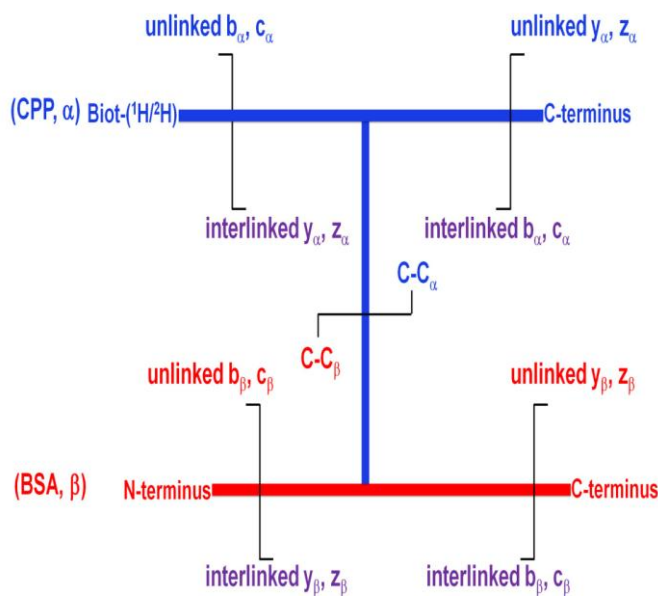 unlinked bα, cα unlinked yα, zα
(CPP, α) Biot-(¹H/²H) C-terminus
interlinked yα, zα interlinked bα, cα
C-Cα
C-Cβ
unlinked bβ, cβ unlinked yβ, zβ
(BSA, β) N-terminus C-terminus
interlinked yβ, zβ interlinked bβ, cβ